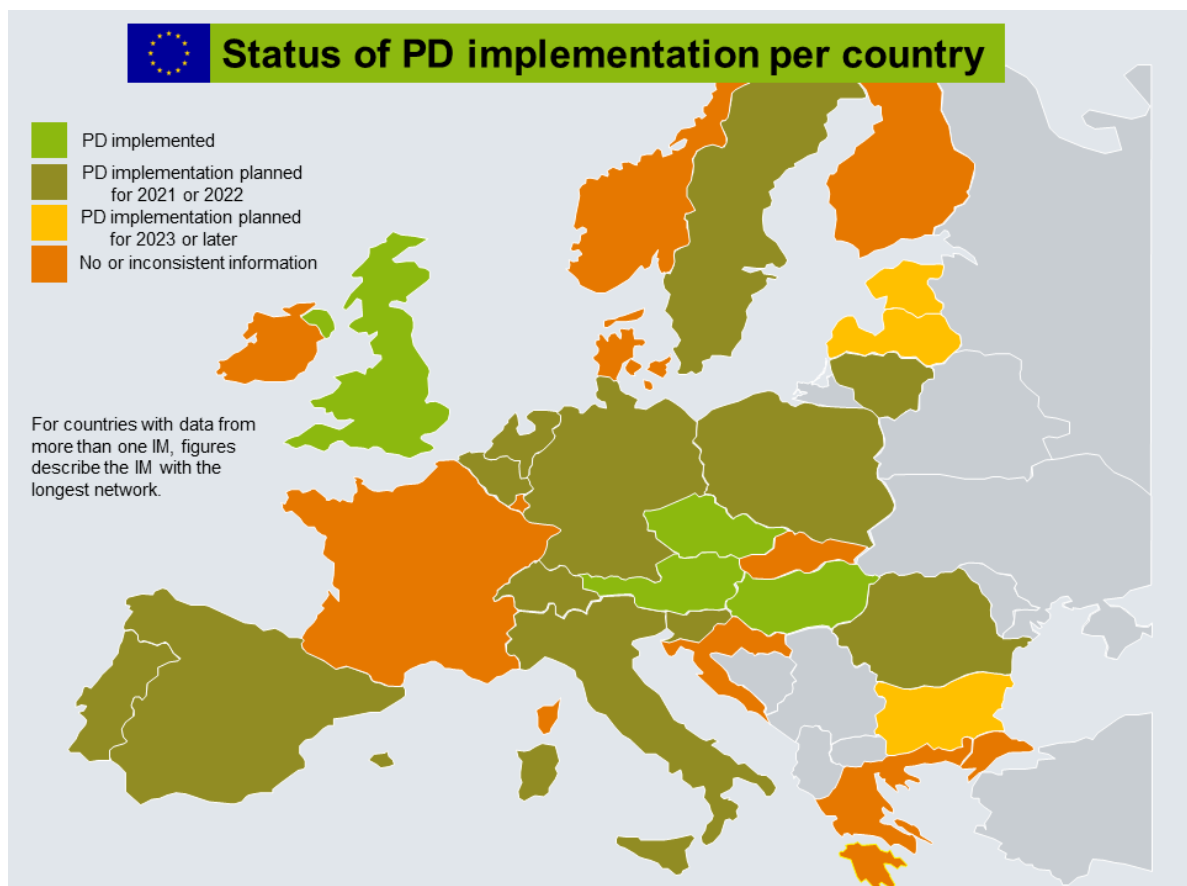 Status of PD implementation per country
PD implemented
PD implementation planned
for 2021 or 2022
PD implementation planned
for 2023 or later
No or inconsistent information
For countries with data from
more than one IM, figures
describe the IM with the
longest network.